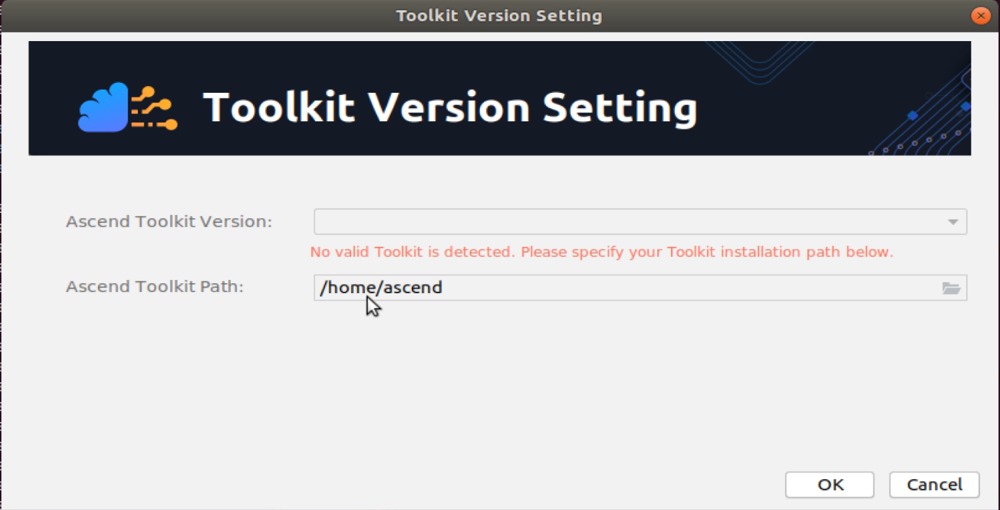 Toolkit Version Setting
Toolkit Version Setting
Ascend Toolkit Version:
No valid Toolkit is detected. Please specify your Toolkit installation path below.
Ascend Toolkit Path: /home/ascend
OK Cancel